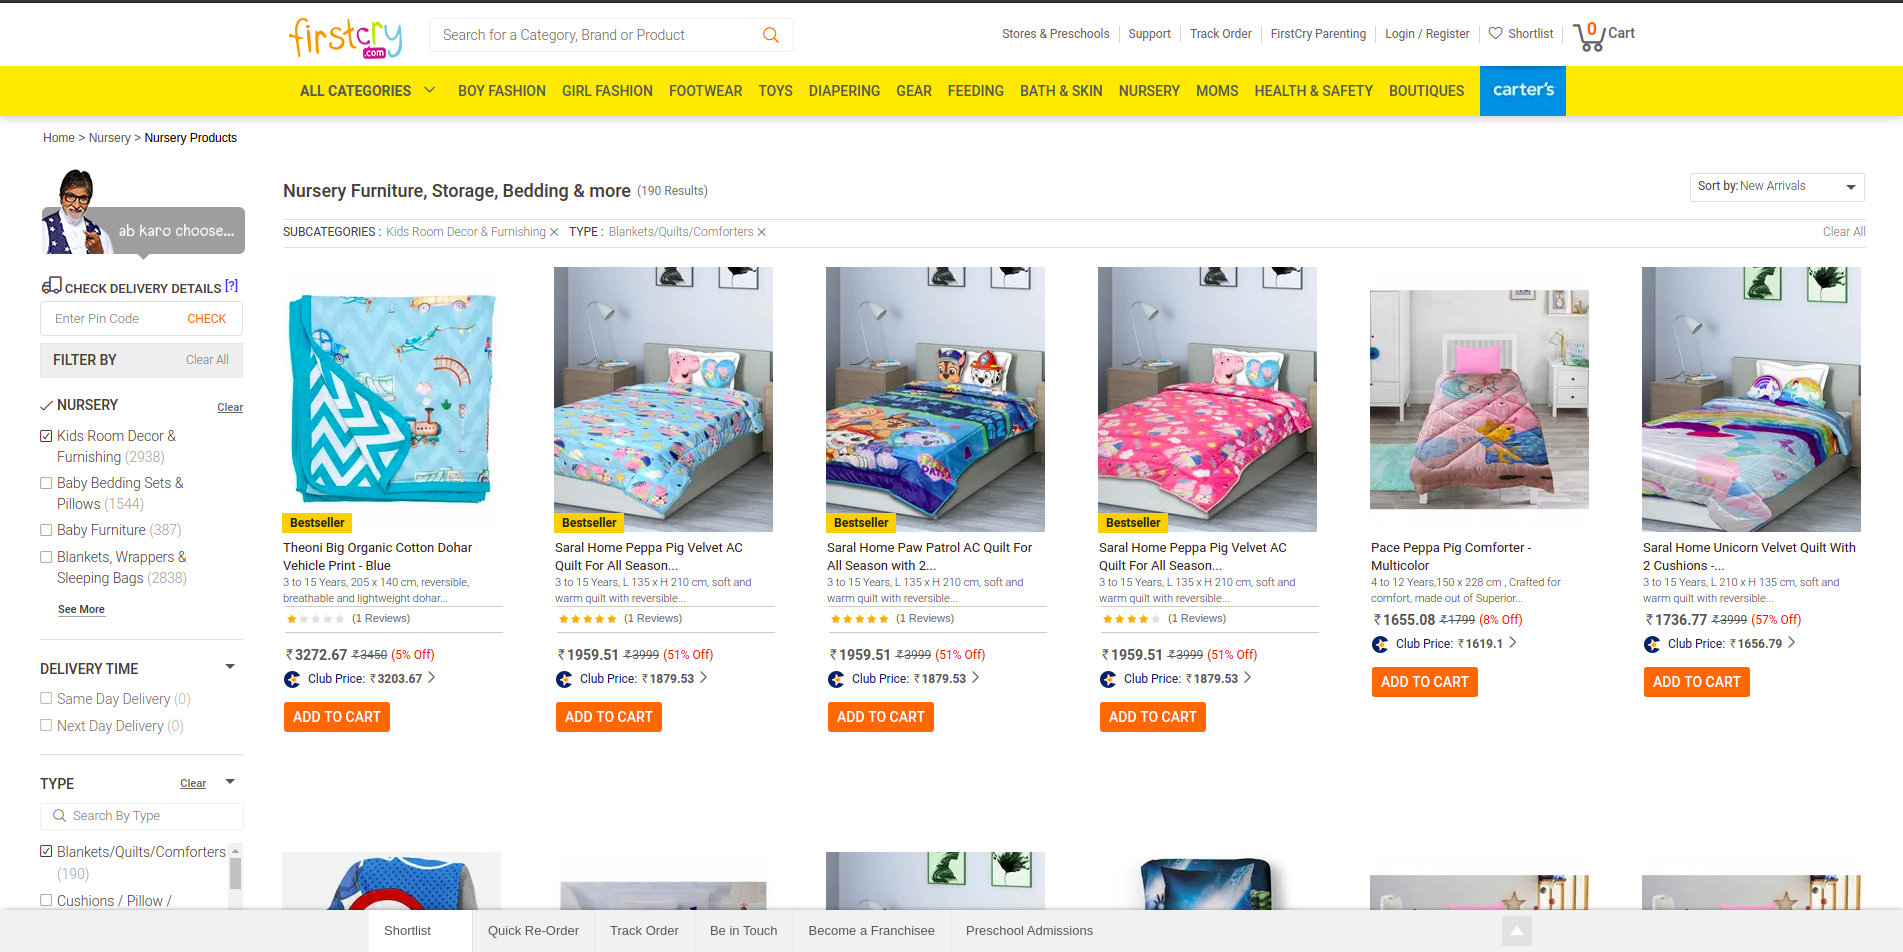 firstcry
.com
Search for a Category, Brand or Product
Stores & Preschools
Support
Track Order
FirstCry Parenting
Login / Register
Shortlist
0
Cart
ALL CATEGORIES
BOY FASHION
GIRL FASHION
FOOTWEAR
TOYS
DIAPERING
GEAR
FEEDING
BATH & SKIN
NURSERY
MOMS
HEALTH & SAFETY
BOUTIQUES
carter's
Home > Nursery > Nursery Products
ab karo choose...
CHECK DELIVERY DETAILS [?]
Enter Pin Code
CHECK
FILTER BY
Clear All
NURSERY
Clear
Kids Room Decor &
Furnishing (2938)
Baby Bedding Sets &
Pillows (1544)
Baby Furniture (387)
Blankets, Wrappers &
Sleeping Bags (2838)
See More
DELIVERY TIME
Same Day Delivery (0)
Next Day Delivery (0)
TYPE
Clear
Search By Type
Blankets/Quilts/Comforters
(190)
Cushions / Pillow /
Nursery Furniture, Storage, Bedding & more (190 Results)
Sort by: New Arrivals
SUBCATEGORIES : Kids Room Decor & Furnishing ✕ TYPE : Blankets/Quilts/Comforters ✕
Clear All
Bestseller
Theoni Big Organic Cotton Dohar
Vehicle Print - Blue
3 to 15 Years, 205 x 140 cm, reversible,
breathable and lightweight dohar...
(1 Reviews)
₹3272.67 ₹3450 (5% Off)
Club Price: ₹3203.67
ADD TO CART
Bestseller
Saral Home Peppa Pig Velvet AC
Quilt For All Season...
3 to 15 Years, L 135 x H 210 cm, soft and
warm quilt with reversible...
(1 Reviews)
₹1959.51 ₹3999 (51% Off)
Club Price: ₹1879.53
ADD TO CART
Bestseller
Saral Home Paw Patrol AC Quilt For
All Season with 2...
3 to 15 Years, L 135 x H 210 cm, soft and
warm quilt with reversible...
(1 Reviews)
₹1959.51 ₹3999 (51% Off)
Club Price: ₹1879.53
ADD TO CART
Bestseller
Saral Home Peppa Pig Velvet AC
Quilt For All Season...
3 to 15 Years, L 135 x H 210 cm, soft and
warm quilt with reversible...
(1 Reviews)
₹1959.51 ₹3999 (51% Off)
Club Price: ₹1879.53
ADD TO CART
Pace Peppa Pig Comforter -
Multicolor
4 to 12 Years,150 x 228 cm , Crafted for
comfort, made out of Superior...
₹1655.08 ₹1799 (8% Off)
Club Price: ₹1619.1
ADD TO CART
Saral Home Unicorn Velvet Quilt With
2 Cushions -...
3 to 15 Years, L 210 x H 135 cm, soft and
warm quilt with reversible...
₹1736.77 ₹3999 (57% Off)
Club Price: ₹1656.79
ADD TO CART
Shortlist
Quick Re-Order
Track Order
Be in Touch
Become a Franchisee
Preschool Admissions